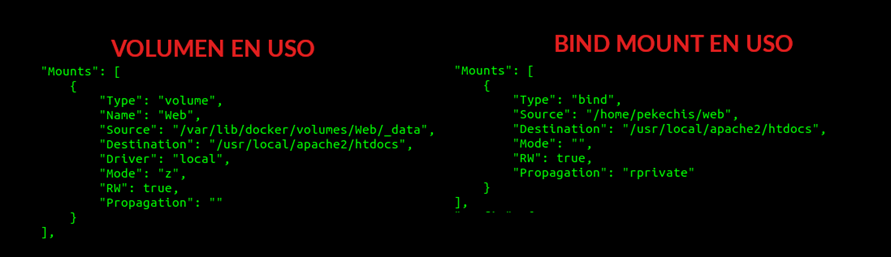 VOLUMEN EN USO
"Mounts": [
    {
        "Type": "volume",
        "Name": "Web",
        "Source": "/var/lib/docker/volumes/Web/_data",
        "Destination": "/usr/local/apache2/htdocs",
        "Driver": "local",
        "Mode": "z",
        "RW": true,
        "Propagation": ""
    }
],
BIND MOUNT EN USO
"Mounts": [
    {
        "Type": "bind",
        "Source": "/home/pekechis/web",
        "Destination": "/usr/local/apache2/htdocs",
        "Mode": "",
        "RW": true,
        "Propagation": "rprivate"
    }
],